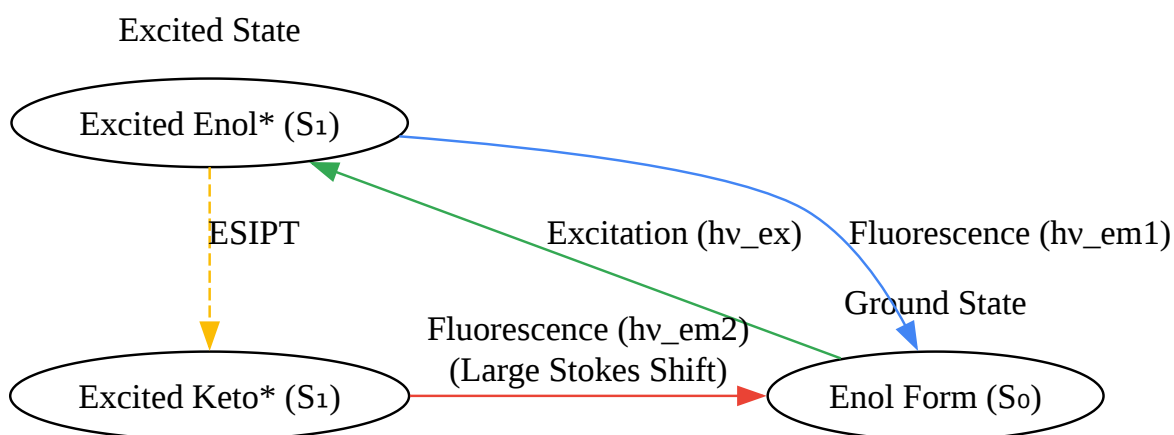 Excited State
Excited Enol* (S₁)
ESIPT
Excitation (hν_ex)
Fluorescence (hν_em1)
Ground State
Fluorescence (hν_em2)
(Large Stokes Shift)
Excited Keto* (S₁)
Enol Form (S₀)